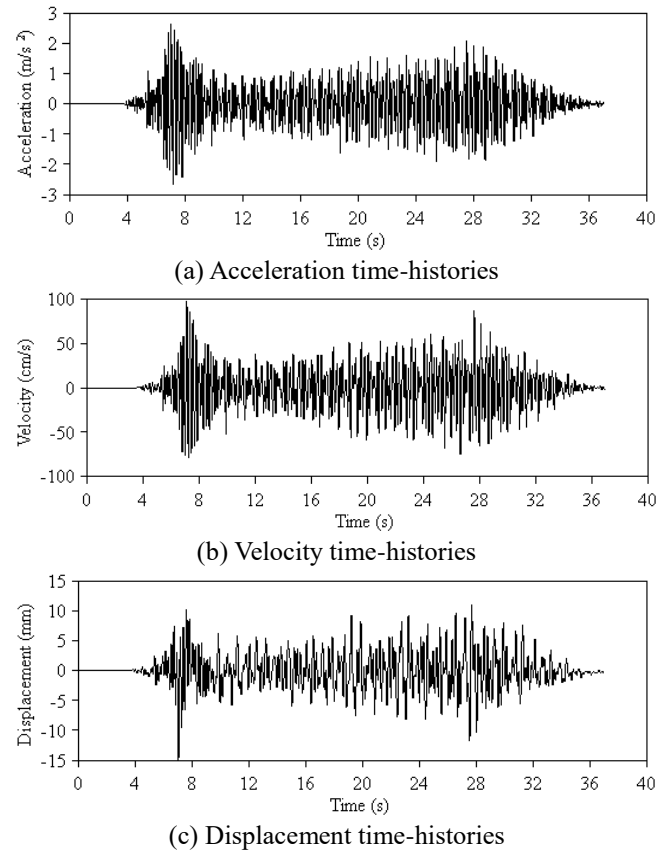 3
2
1
0
-1
-2
-3
Acceleration (m/s ²)
0 4 8 12 16 20 24 28 32 36 40
Time (s)
(a) Acceleration time-histories
100
50
0
-50
-100
Velocity (cm/s)
0 4 8 12 16 20 24 28 32 36 40
Time (s)
(b) Velocity time-histories
15
10
5
0
-5
-10
-15
Displacement (mm)
0 4 8 12 16 20 24 28 32 36 40
Time (s)
(c) Displacement time-histories